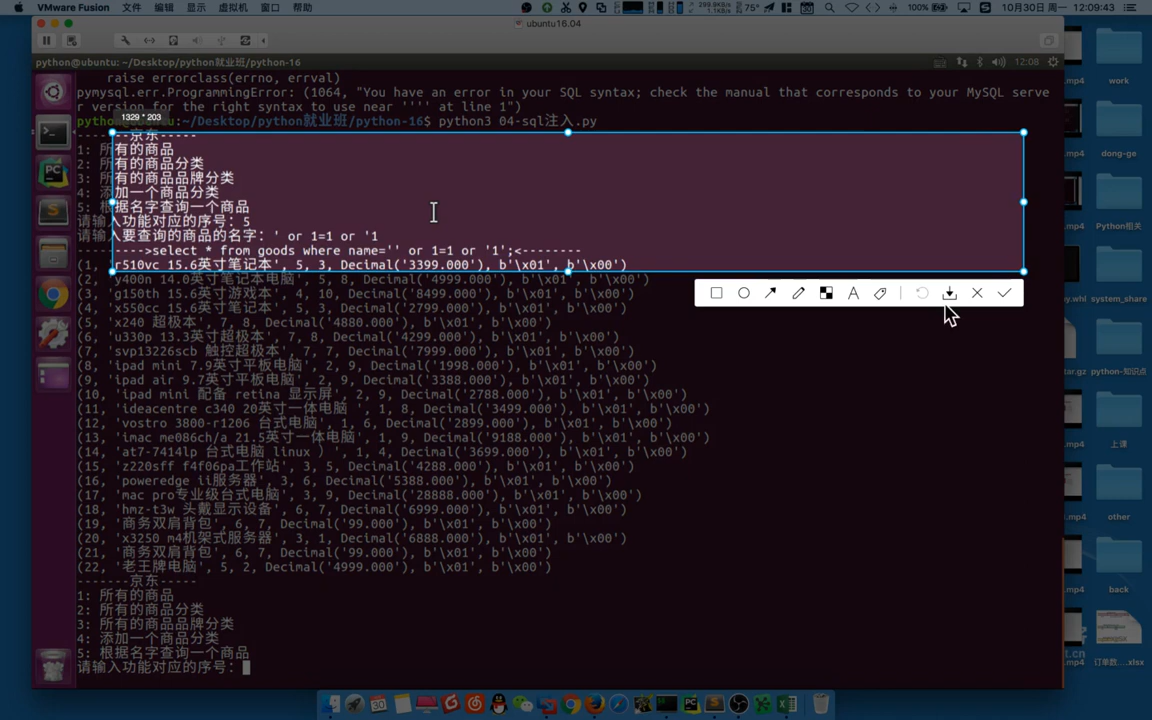 VMware Fusion 文件 编辑 显示 虚拟机 窗口 帮助
75°
100%
10月30日 周一 12:09:43
ubuntu16.04
python@ubuntu: ~/Desktop/python就业班/python-16
12:08
raise errorclass(errno, errval)
pymysql.err.ProgrammingError: (1064, "You have an error in your SQL syntax; check the manual that corresponds to your MySQL serve
r version for the right syntax to use near '''' at line 1")
python@ubuntu:~/Desktop/python就业班/python-16$ python3 04-sql注入.py
1329 * 203
-------京东-----
1: 所有的商品
2: 所有的商品分类
3: 所有的商品品牌分类
4: 添加一个商品分类
5: 根据名字查询一个商品
请输入功能对应的序号: 5
请输入要查询的商品的名字: ' or 1=1 or '1
--------->select * from goods where name='' or 1=1 or '1';<--------
(1, 'r510vc 15.6英寸笔记本', 5, 3, Decimal('3399.000'), b'\x01', b'\x00')
(2, 'y400n 14.0英寸笔记本电脑', 5, 8, Decimal('4999.000'), b'\x01', b'\x00')
(3, 'g150th 15.6英寸游戏本', 4, 10, Decimal('8499.000'), b'\x01', b'\x00')
(4, 'x550cc 15.6英寸笔记本', 5, 3, Decimal('2799.000'), b'\x01', b'\x00')
(5, 'x240 超极本', 7, 8, Decimal('4880.000'), b'\x01', b'\x00')
(6, 'u330p 13.3英寸超极本', 7, 8, Decimal('4299.000'), b'\x01', b'\x00')
(7, 'svp13226scb 触控超极本', 7, 7, Decimal('7999.000'), b'\x01', b'\x00')
(8, 'ipad mini 7.9英寸平板电脑', 2, 9, Decimal('1998.000'), b'\x01', b'\x00')
(9, 'ipad air 9.7英寸平板电脑', 2, 9, Decimal('3388.000'), b'\x01', b'\x00')
(10, 'ipad mini 配备 retina 显示屏', 2, 9, Decimal('2788.000'), b'\x01', b'\x00')
(11, 'ideacentre c340 20英寸一体电脑 ', 1, 8, Decimal('3499.000'), b'\x01', b'\x00')
(12, 'vostro 3800-r1206 台式电脑', 1, 6, Decimal('2899.000'), b'\x01', b'\x00')
(13, 'imac me086ch/a 21.5英寸一体电脑', 1, 9, Decimal('9188.000'), b'\x01', b'\x00')
(14, 'at7-7414lp 台式电脑 linux ）', 1, 4, Decimal('3699.000'), b'\x01', b'\x00')
(15, 'z220sff f4f06pa工作站', 3, 5, Decimal('4288.000'), b'\x01', b'\x00')
(16, 'poweredge ii服务器', 3, 6, Decimal('5388.000'), b'\x01', b'\x00')
(17, 'mac pro专业级台式电脑', 3, 9, Decimal('28888.000'), b'\x01', b'\x00')
(18, 'hmz-t3w 头戴显示设备', 6, 7, Decimal('6999.000'), b'\x01', b'\x00')
(19, '商务双肩背包', 6, 7, Decimal('99.000'), b'\x01', b'\x00')
(20, 'x3250 m4机架式服务器', 3, 1, Decimal('6888.000'), b'\x01', b'\x00')
(21, '商务双肩背包', 6, 7, Decimal('99.000'), b'\x01', b'\x00')
(22, '老王牌电脑', 5, 2, Decimal('4999.000'), b'\x01', b'\x00')
-------京东-----
1: 所有的商品
2: 所有的商品分类
3: 所有的商品品牌分类
4: 添加一个商品分类
5: 根据名字查询一个商品
请输入功能对应的序号:
.mp4
work
.mp4
dong-ge
.mp4
Python相关
system_share
tar.gz
python-知识点
.mp4
上课
.mp4
other
.mp4
back
.mp4
订单数....xlsx